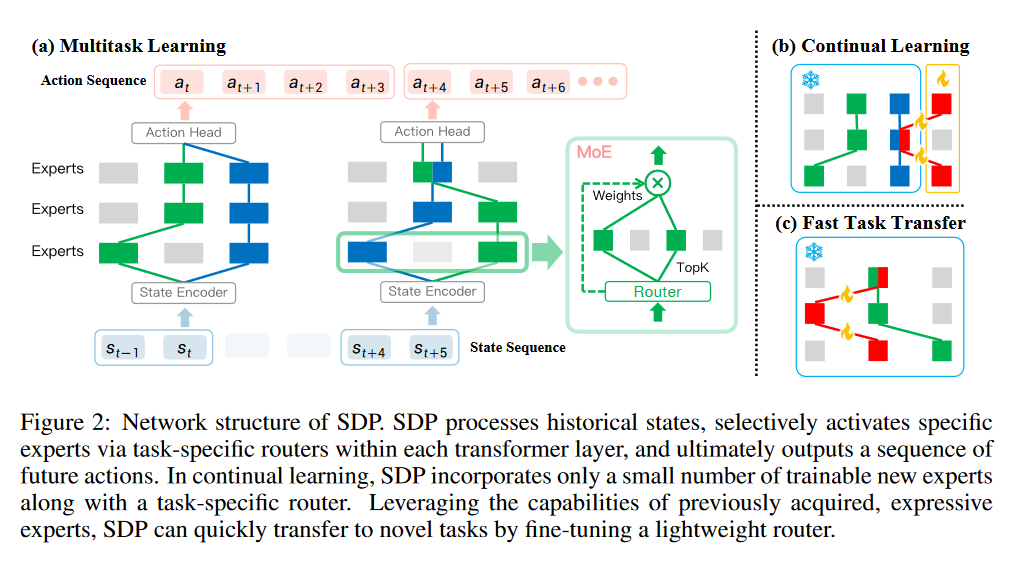 (a) Multitask Learning
Action Sequence
a_t a_{t+1} a_{t+2} a_{t+3} a_{t+4} a_{t+5} a_{t+6}
Action Head Action Head
Experts
Experts
Experts
State Encoder State Encoder
s_{t−1} s_t s_{t+4} s_{t+5} State Sequence
MoE
Weights
TopK
Router
(b) Continual Learning
(c) Fast Task Transfer
Figure 2: Network structure of SDP. SDP processes historical states, selectively activates specific
experts via task-specific routers within each transformer layer, and ultimately outputs a sequence of
future actions. In continual learning, SDP incorporates only a small number of trainable new experts
along with a task-specific router. Leveraging the capabilities of previously acquired, expressive
experts, SDP can quickly transfer to novel tasks by fine-tuning a lightweight router.